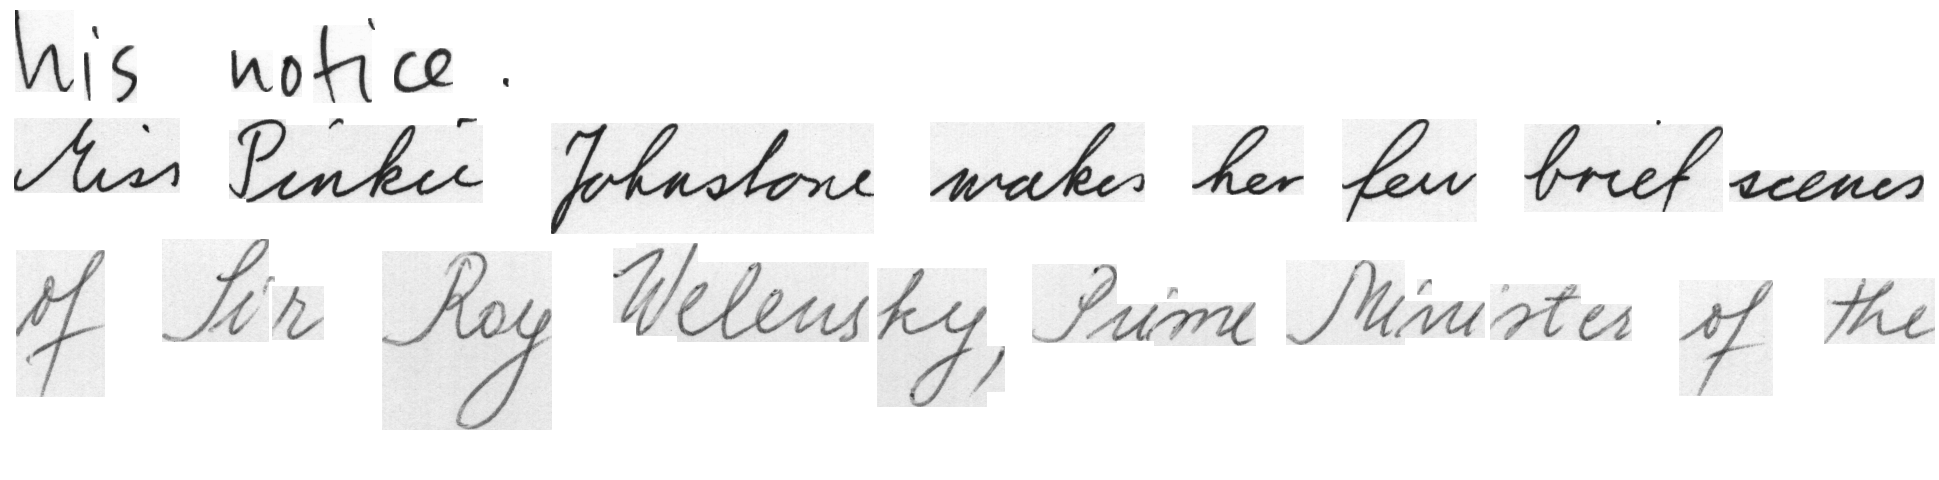 his notice.
Miss Pinkie Johnstone makes her few brief scenes
of Sir Roy Welensky, Prime Minister of the